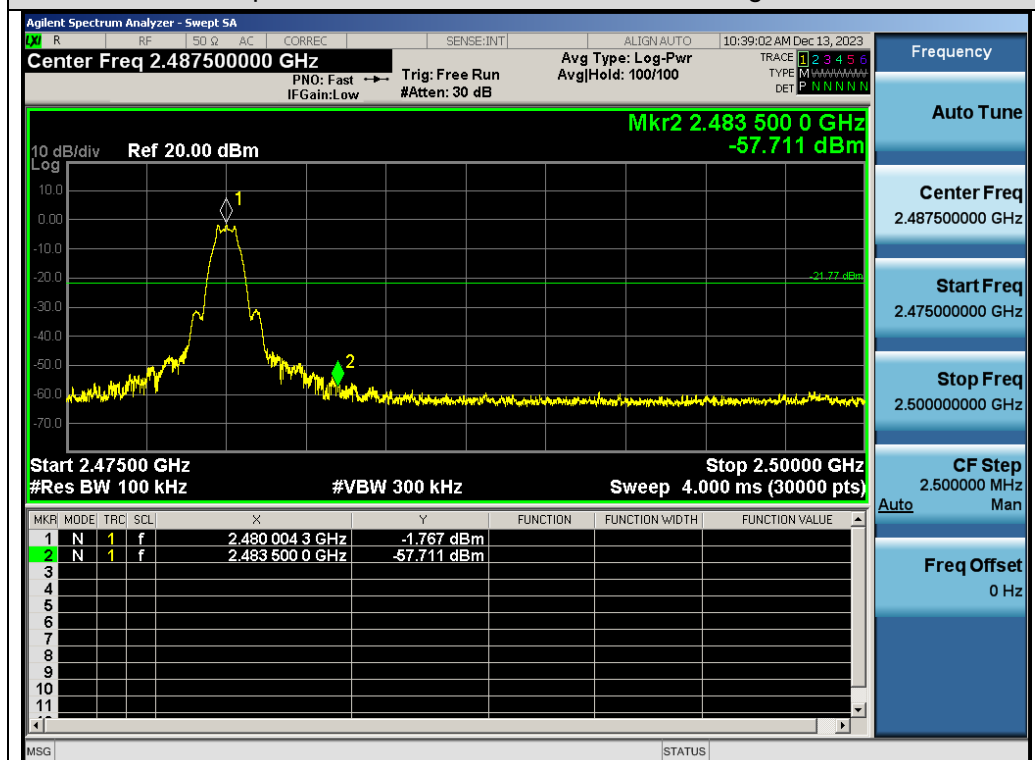 Agilent Spectrum Analyzer - Swept SA
LXI R RF 50 Ω AC CORREC SENSE:INT ALIGN AUTO 10:39:02 AM Dec 13, 2023
Center Freq 2.487500000 GHz
PNO: Fast
IFGain:Low
Trig: Free Run
#Atten: 30 dB
Avg Type: Log-Pwr
Avg|Hold: 100/100
TRACE 1 2 3 4 5 6
TYPE M
DET P N N N N N
Mkr2 2.483 500 0 GHz
-57.711 dBm
10 dB/div Ref 20.00 dBm
Log
10.0
0.00
-10.0
-20.0
-30.0
-40.0
-50.0
-60.0
-70.0
1
-21.77 dBm
2
Start 2.47500 GHz Stop 2.50000 GHz
#Res BW 100 kHz #VBW 300 kHz Sweep 4.000 ms (30000 pts)
MKR MODE TRC SCL X Y FUNCTION FUNCTION WIDTH FUNCTION VALUE
1 N 1 f 2.480 004 3 GHz -1.767 dBm
2 N 1 f 2.483 500 0 GHz -57.711 dBm
3
4
5
6
7
8
9
10
11
MSG STATUS
Frequency
Auto Tune
Center Freq
2.487500000 GHz
Start Freq
2.475000000 GHz
Stop Freq
2.500000000 GHz
CF Step
2.500000 MHz
Auto Man
Freq Offset
0 Hz